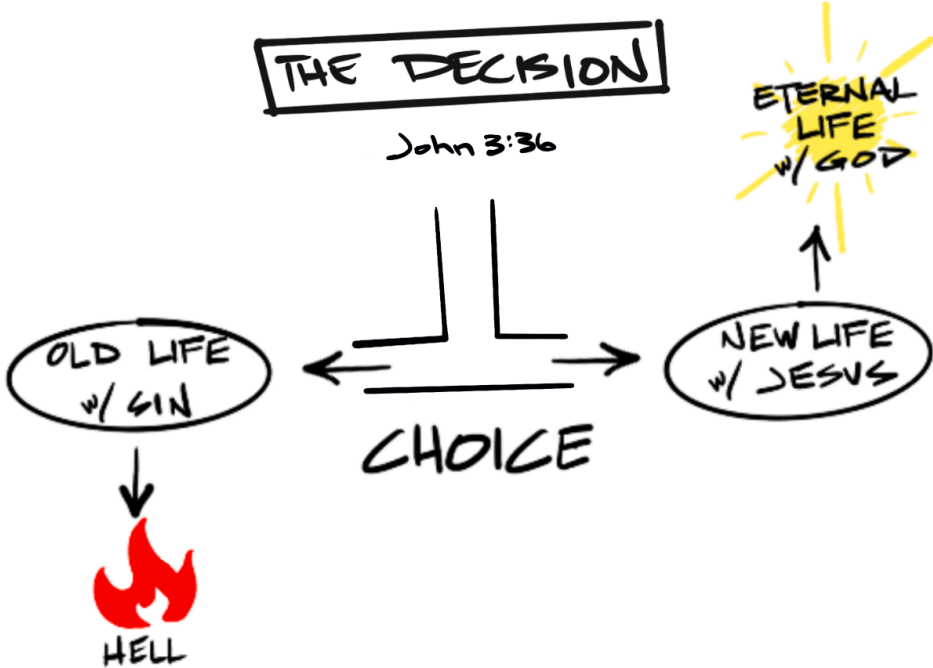 THE DECISION
John 3:36
ETERNAL
LIFE
w/ GOD
OLD LIFE
w/ SIN
NEW LIFE
w/ JESUS
CHOICE
HELL